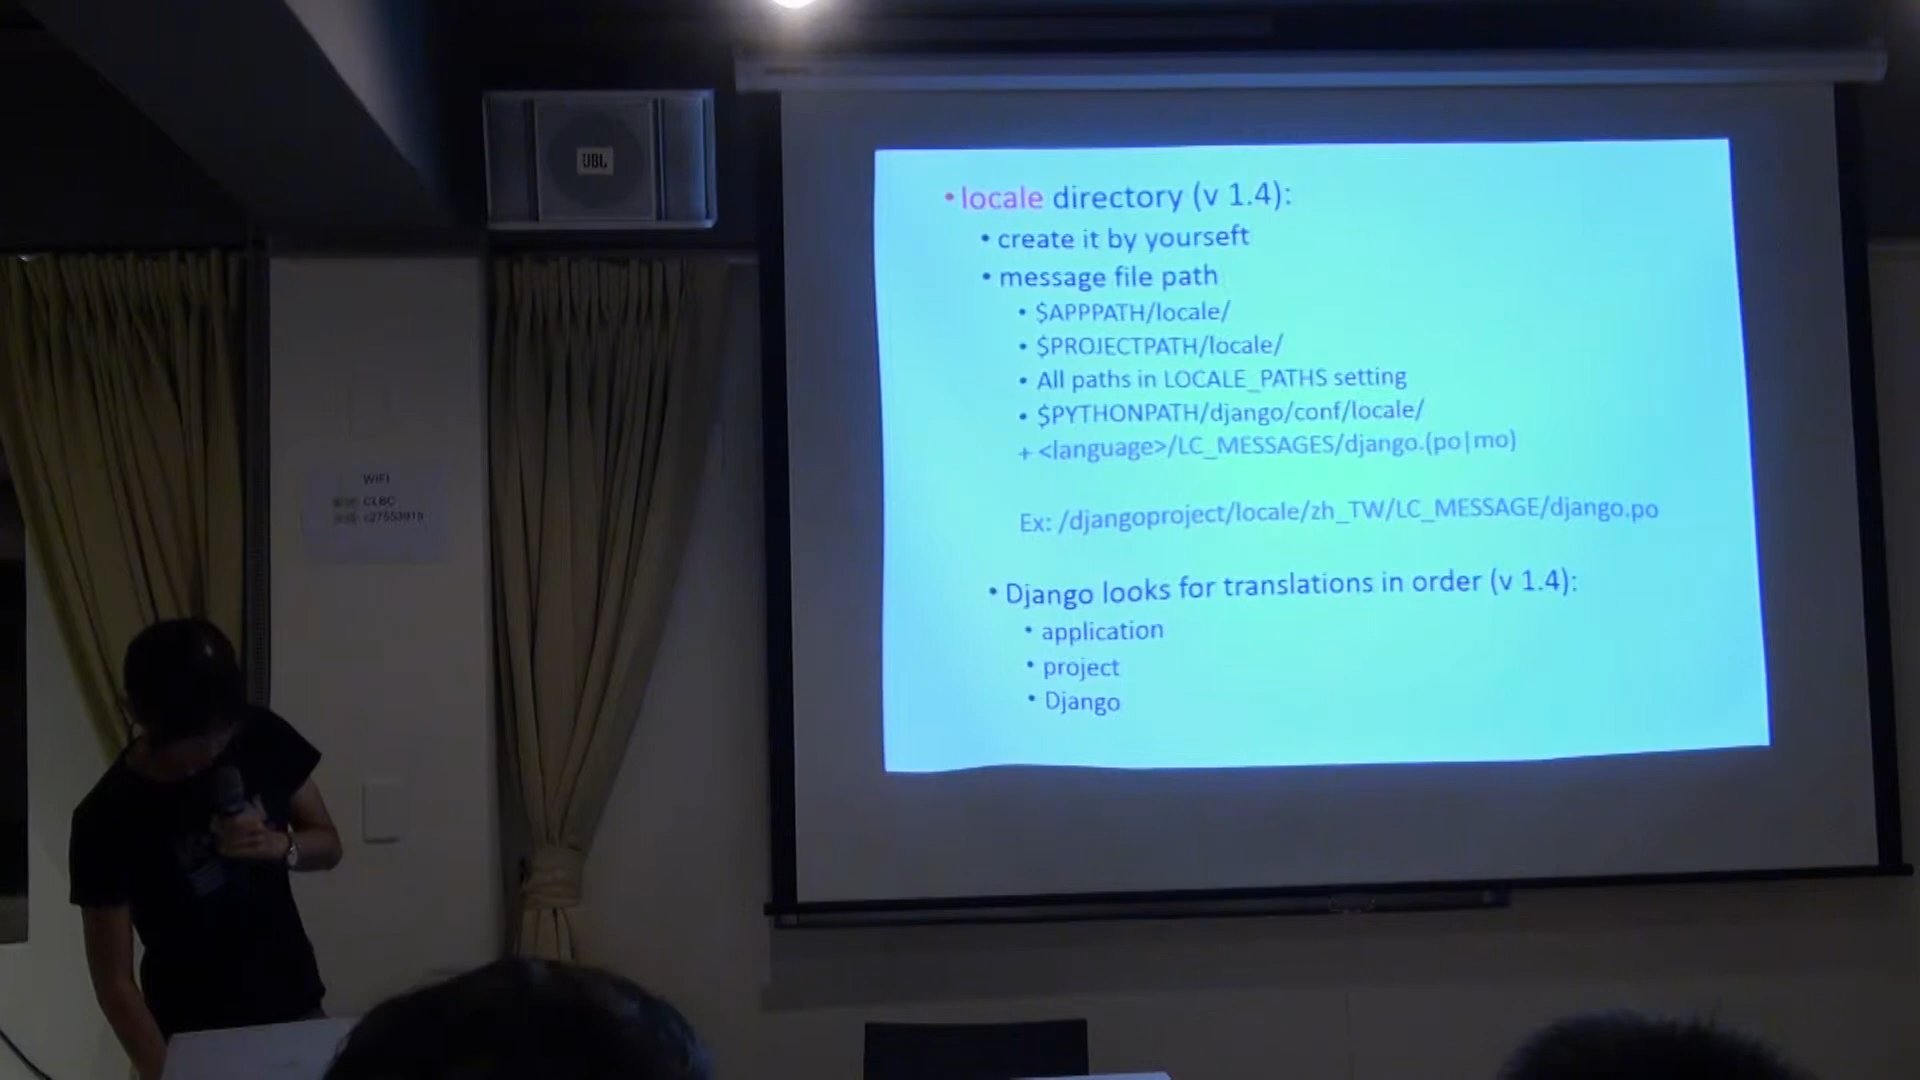 JBL
• locale directory (v 1.4):
• create it by yourseft
• message file path
• $APPPATH/locale/
• $PROJECTPATH/locale/
• All paths in LOCALE_PATHS setting
• $PYTHONPATH/django/conf/locale/
+ <language>/LC_MESSAGES/django.(po|mo)
Ex: /djangoproject/locale/zh_TW/LC_MESSAGE/django.po
• Django looks for translations in order (v 1.4):
• application
• project
• Django
WIFI
CLBC